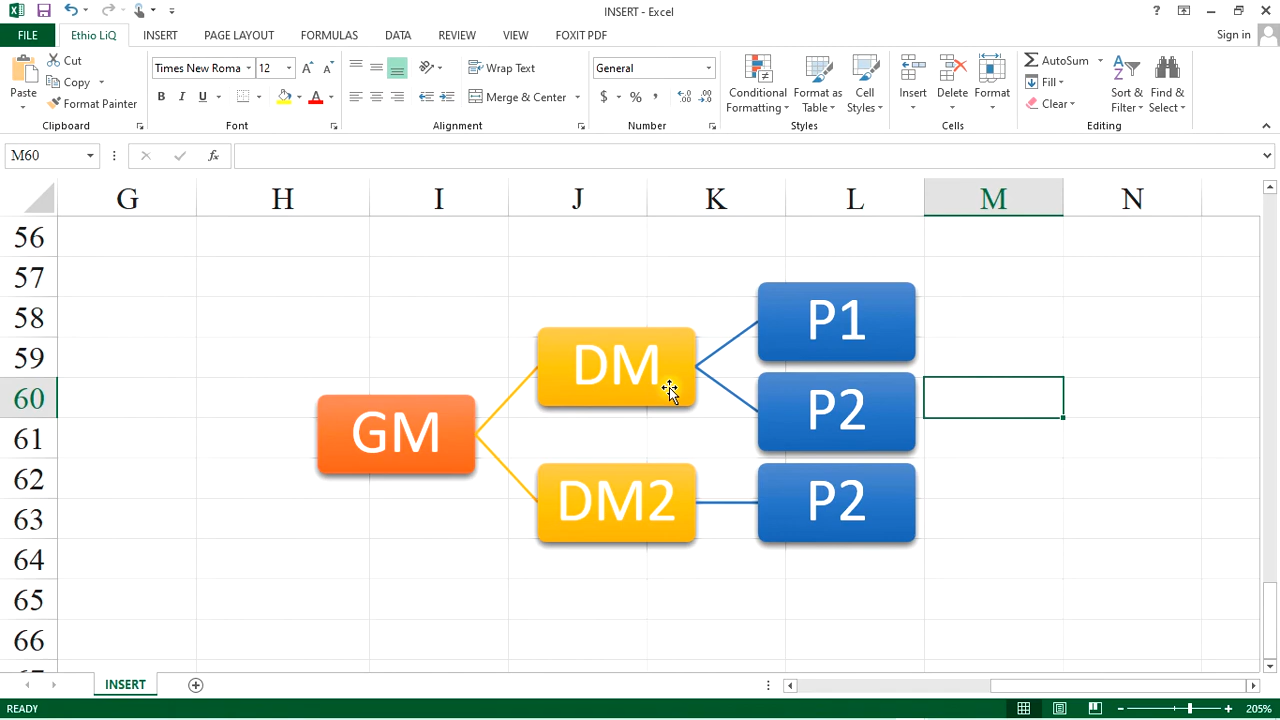 INSERT - Excel
?
Sign in
FILE
Ethio LiQ
INSERT
PAGE LAYOUT
FORMULAS
DATA
REVIEW
VIEW
FOXIT PDF
Paste
Cut
Copy
Format Painter
Clipboard
Times New Roma
12
A A
B I U
A
Font
Wrap Text
Merge & Center
Alignment
General
$ % ,
Number
Conditional
Formatting
Format as
Table
Cell
Styles
Styles
Insert
Delete
Format
Cells
AutoSum
Fill
Clear
Sort &
Filter
Find &
Select
Editing
M60
fx
G H I J K L M N
56
57
58
59
60
61
62
63
64
65
66
GM
DM
DM2
P1
P2
P2
INSERT
READY
205%